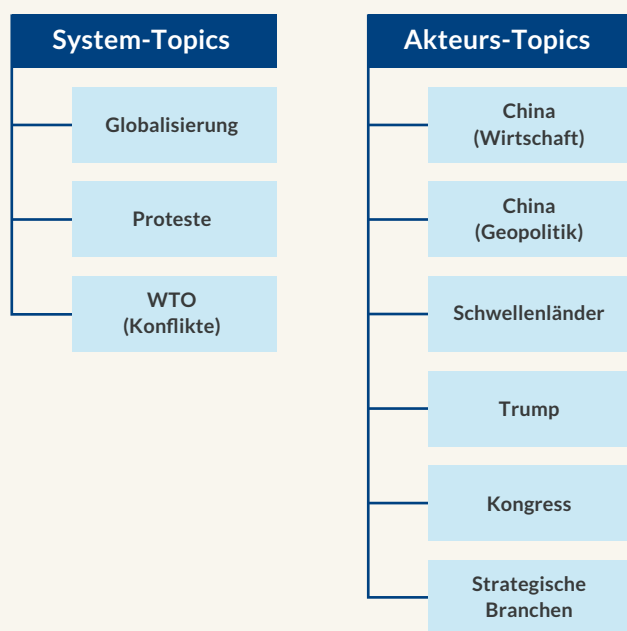 System-Topics
Globalisierung
Proteste
WTO
(Konflikte)
Akteurs-Topics
China
(Wirtschaft)
China
(Geopolitik)
Schwellenländer
Trump
Kongress
Strategische
Branchen